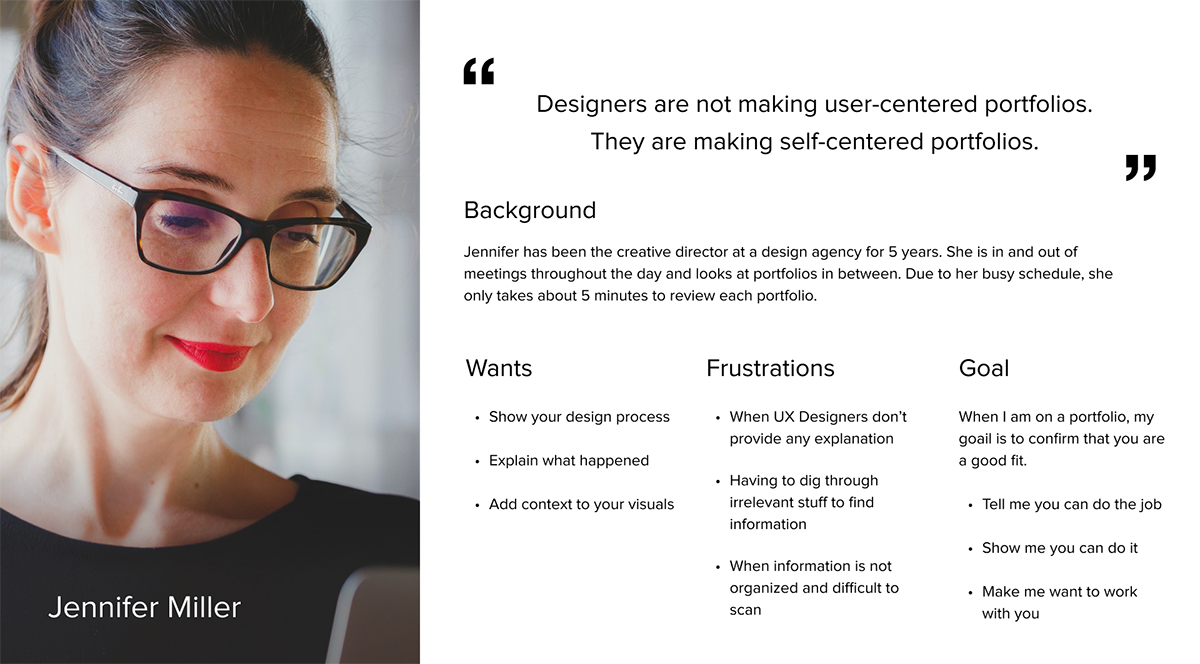 “
Designers are not making user-centered portfolios.
They are making self-centered portfolios.
”
Background
Jennifer has been the creative director at a design agency for 5 years. She is in and out of
meetings throughout the day and looks at portfolios in between. Due to her busy schedule, she
only takes about 5 minutes to review each portfolio.
Wants
• Show your design process
• Explain what happened
• Add context to your visuals
Frustrations
• When UX Designers don’t
provide any explanation
• Having to dig through
irrelevant stuff to find
information
• When information is not
organized and difficult to
scan
Goal
When I am on a portfolio, my
goail is to confirm that you are
a good fit.
• Tell me you can do the job
• Show me you can do it
• Make me want to work
with you
Jennifer Miller